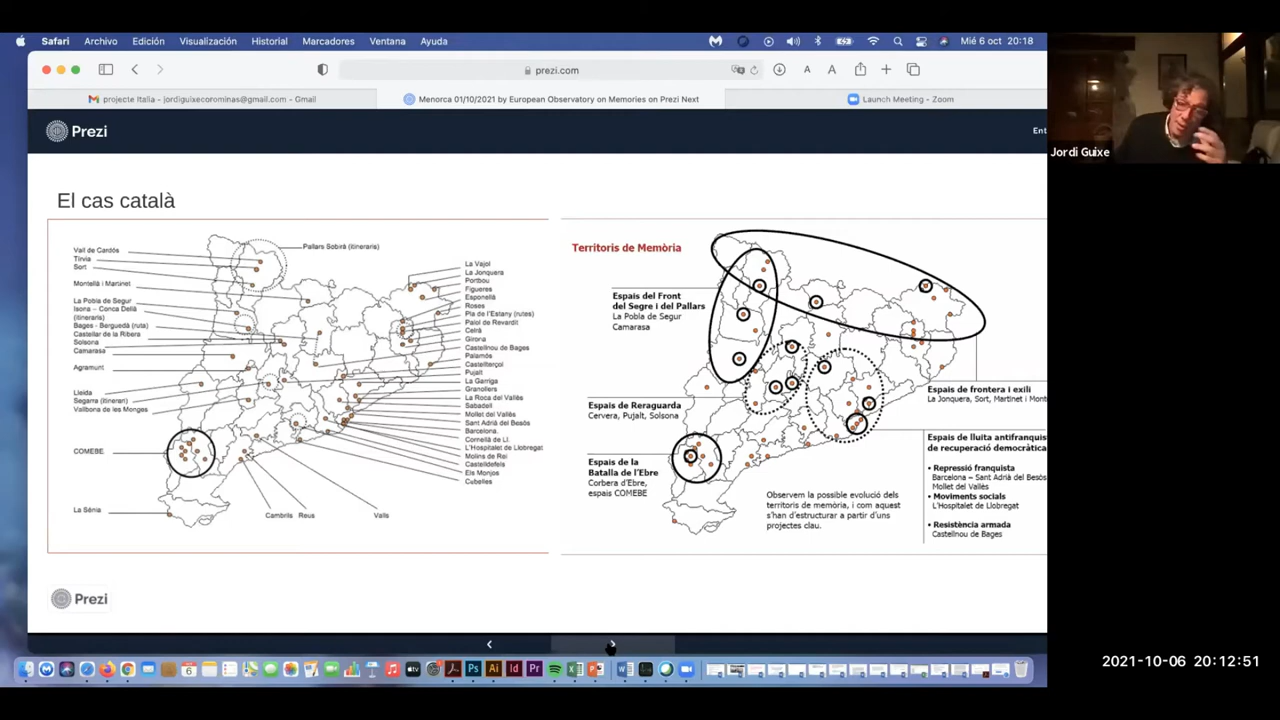 Safari Archivo Edición Visualización Historial Marcadores Ventana Ayuda
Mié 6 oct 20:18
prezi.com
projecte Italia - jordiguixecorominas@gmail.com - Gmail
Menorca 01/10/2021 by European Observatory on Memories on Prezi Next
Launch Meeting - Zoom
Prezi
Ent
Jordi Guixe
El cas català
Vall de Cardós
Tírvia
Sort
Montellà i Martinet
La Pobla de Segur
Isona – Conca Dellà
(itineraris)
Bages - Berguedà (ruta)
Castellar de la Ribera
Solsona
Camarasa
Agramunt
Lleida
Segarra (itinerari)
Vallbona de les Monges
COMEBE
La Sénia
Pallars Sobirà (itineraris)
La Vajol
La Jonquera
Portbou
Figueres
Esponellà
Roses
Pla de l'Estany (rutes)
Palol de Revardit
Celrà
Girona
Castellnou de Bages
Palamós
Castellterçol
Pujalt
La Garriga
Granollers
La Roca del Vallès
Sabadell
Mollet del Vallès
Sant Adrià del Besòs
Barcelona.
Cornellà de Ll.
L'Hospitalet de Llobregat
Molins de Rei
Castelldefels
Els Monjos
Cubelles
Cambrils Reus Valls
Territoris de Memòria
Espais del Front
del Segre i del Pallars
La Pobla de Segur
Camarasa
Espais de Reraguarda
Cervera, Pujalt, Solsona
Espais de la
Batalla de l'Ebre
Corbera d'Ebre,
espais COMEBE
Observem la possible evolució dels
territoris de memòria, i com aquest
s'han d'estructurar a partir d'uns
projectes clau.
Espais de frontera i exili
La Jonquera, Sort, Martinet i Mont
Espais de lluita antifranquis
de recuperació democràtica
• Repressió franquista
Barcelona – Sant Adrià del Besòs
Mollet del Vallès
• Moviments socials
L'Hospitalet de Llobregat
• Resistència armada
Castellnou de Bages
Prezi
2021-10-06 20:12:51